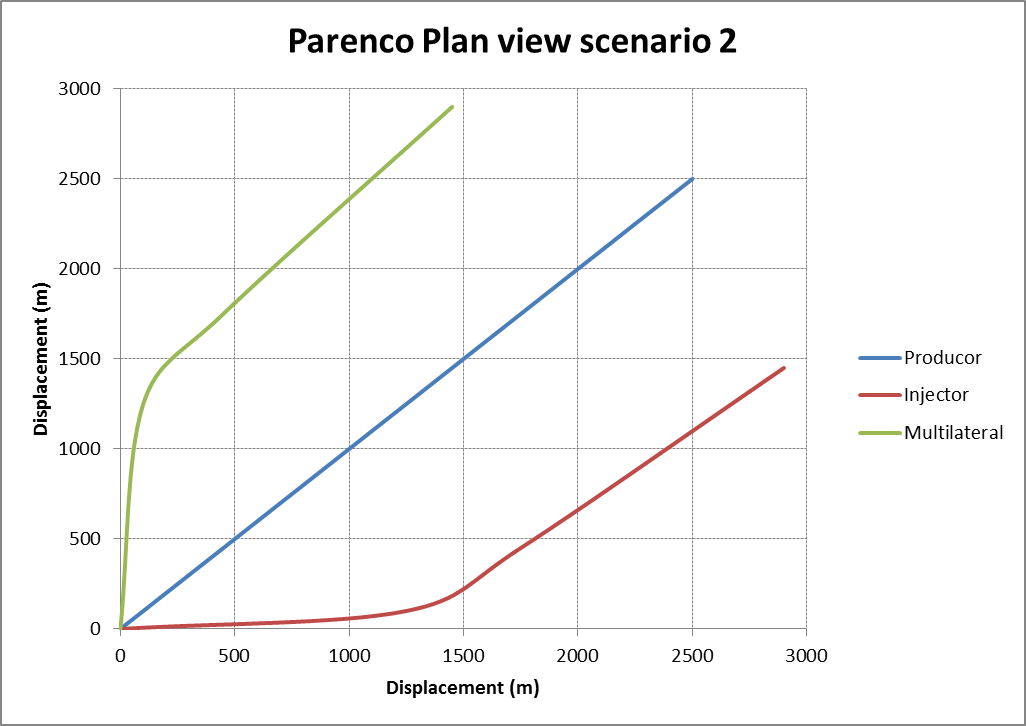 Parenco Plan view scenario 2
3000
2500
2000
1500
1000
500
0
Displacement (m)
0 500 1000 1500 2000 2500 3000
Displacement (m)
Producor
Injector
Multilateral